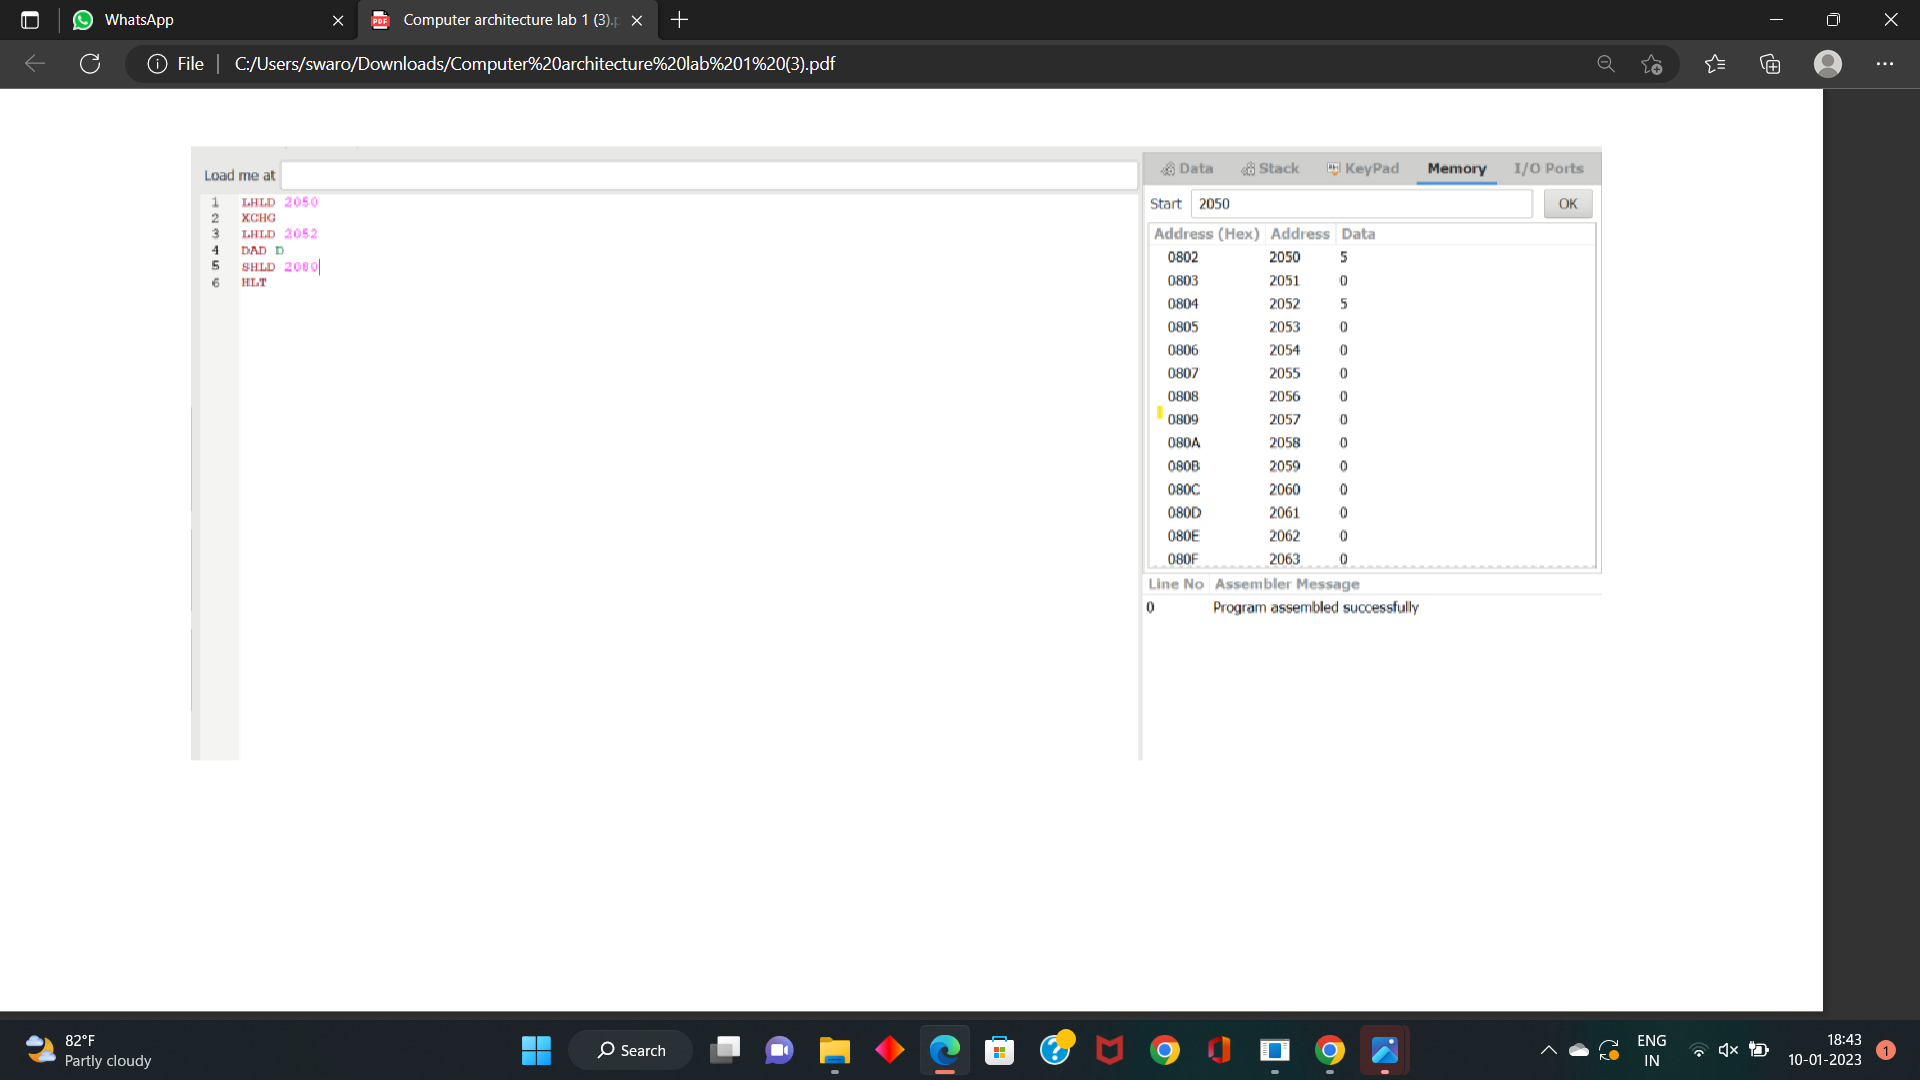 WhatsApp
Computer architecture lab 1 (3).p
File
C:/Users/swaro/Downloads/Computer%20architecture%20lab%201%20(3).pdf
Load me at
1 LHLD 2050
2 XCHG
3 LHLD 2052
4 DAD D
5 SHLD
6 HLT
Data Stack KeyPad Memory I/O Ports
Start 2050 OK
Address (Hex) Address Data
0802 2050 5
0803 2051 0
0804 2052 5
0805 2053 0
0806 2054 0
0807 2055 0
0808 2056 0
0809 2057 0
080A 2058 0
080B 2059 0
080C 2060 0
080D 2061 0
080E 2062 0
080F 2063 0
Line No Assembler Message
0 Program assembled successfully
82°F
Partly cloudy
Search
ENG
IN
18:43
10-01-2023
1